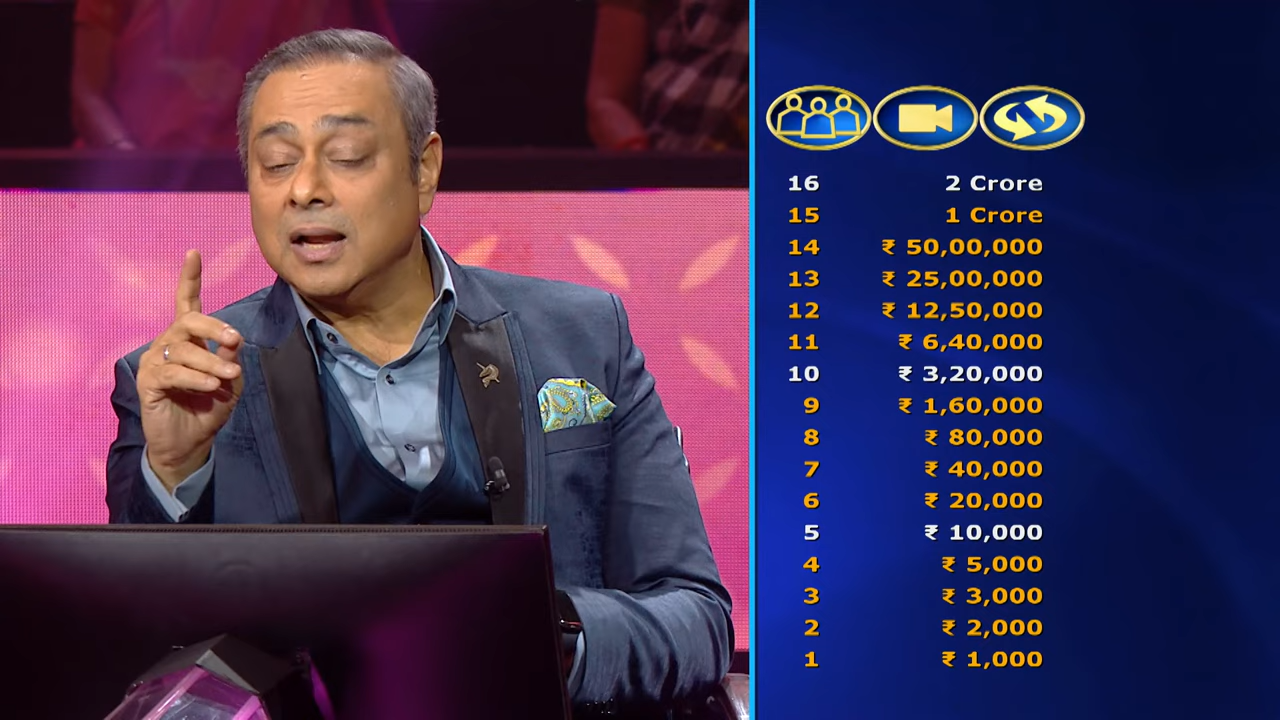 16 2 Crore
15 1 Crore
14 ₹ 50,00,000
13 ₹ 25,00,000
12 ₹ 12,50,000
11 ₹ 6,40,000
10 ₹ 3,20,000
9 ₹ 1,60,000
8 ₹ 80,000
7 ₹ 40,000
6 ₹ 20,000
5 ₹ 10,000
4 ₹ 5,000
3 ₹ 3,000
2 ₹ 2,000
1 ₹ 1,000